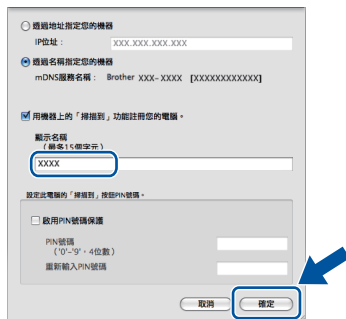 透過地址指定您的機器
IP位址： XXX.XXX.XXX.XXX
透過名稱指定您的機器
mDNS服務名稱： Brother XXX-XXXX [XXXXXXXXXXXX]
用機器上的「掃描到」功能註冊您的電腦。
顯示名稱
（最多15個字元）
XXXX
設定此電腦的「掃描到」按鈕PIN號碼。
啟用PIN號碼保護
PIN號碼
（'0'-'9'，4位數）
重新輸入PIN號碼
取消 確定